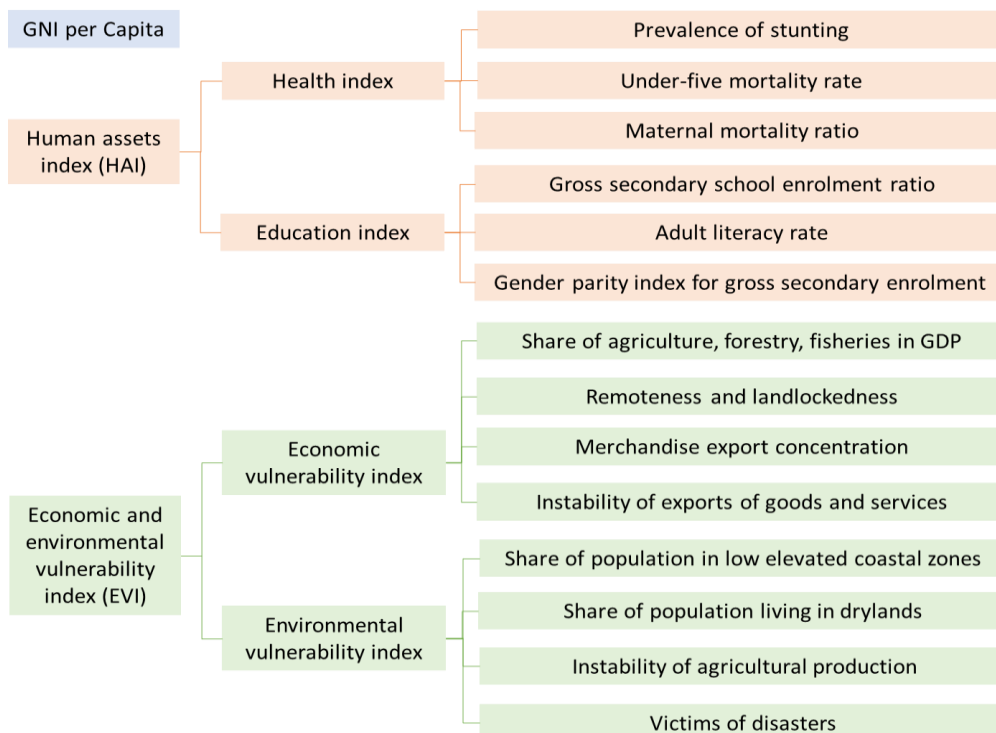 GNI per Capita
Human assets
index (HAI)
Health index
Prevalence of stunting
Under-five mortality rate
Maternal mortality ratio
Education index
Gross secondary school enrolment ratio
Adult literacy rate
Gender parity index for gross secondary enrolment
Economic and
environmental
vulnerability
index (EVI)
Economic
vulnerability index
Share of agriculture, forestry, fisheries in GDP
Remoteness and landlockedness
Merchandise export concentration
Instability of exports of goods and services
Environmental
vulnerability index
Share of population in low elevated coastal zones
Share of population living in drylands
Instability of agricultural production
Victims of disasters